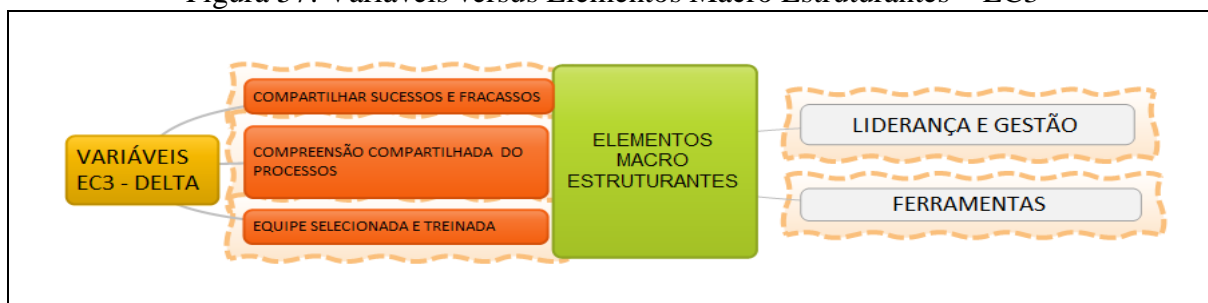 VARIÁVEIS
EC3 - DELTA
COMPARTILHAR SUCESSOS E FRACASSOS
COMPREENSÃO COMPARTILHADA DO
PROCESSOS
EQUIPE SELECIONADA E TREINADA
ELEMENTOS
MACRO
ESTRUTURANTES
LIDERANÇA E GESTÃO
FERRAMENTAS